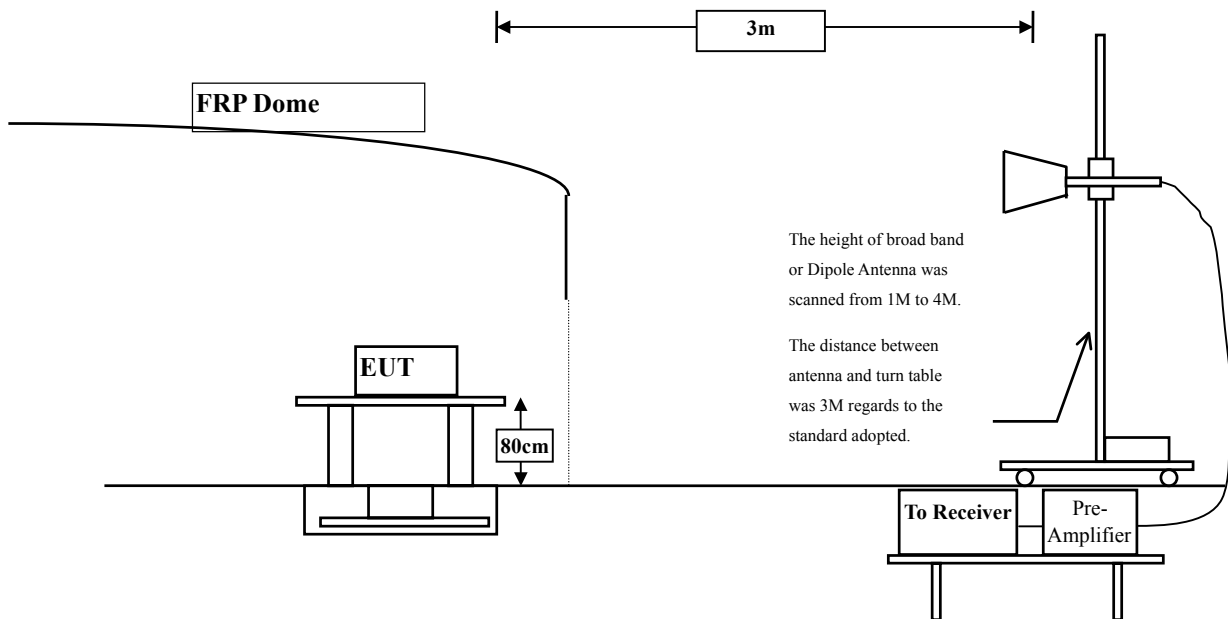 3m
FRP Dome
The height of broad band
or Dipole Antenna was
scanned from 1M to 4M.
The distance between
antenna and turn table
was 3M regards to the
standard adopted.
EUT
80cm
To Receiver
Pre-
Amplifier